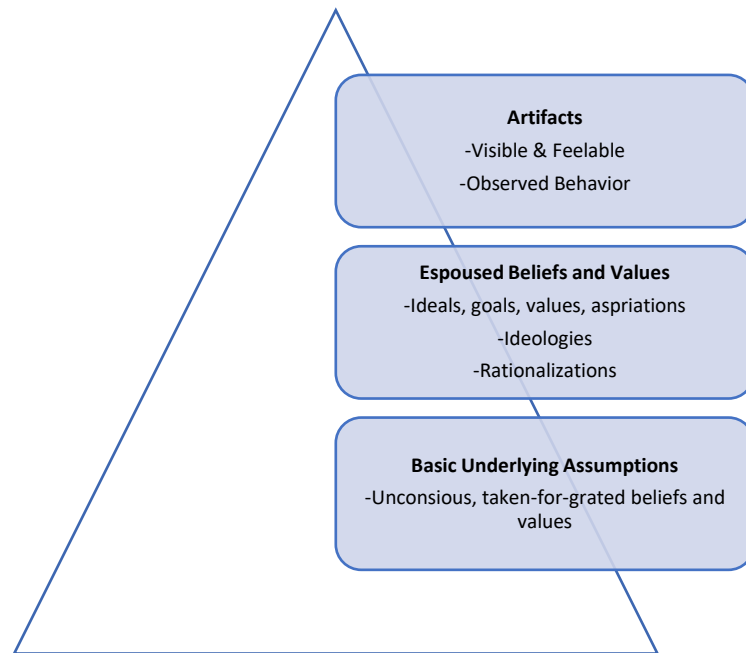 Artifacts
-Visible & Feelable
-Observed Behavior
Espoused Beliefs and Values
-Ideals, goals, values, aspriations
-Ideologies
-Rationalizations
Basic Underlying Assumptions
-Unconsious, taken-for-grated beliefs and
values